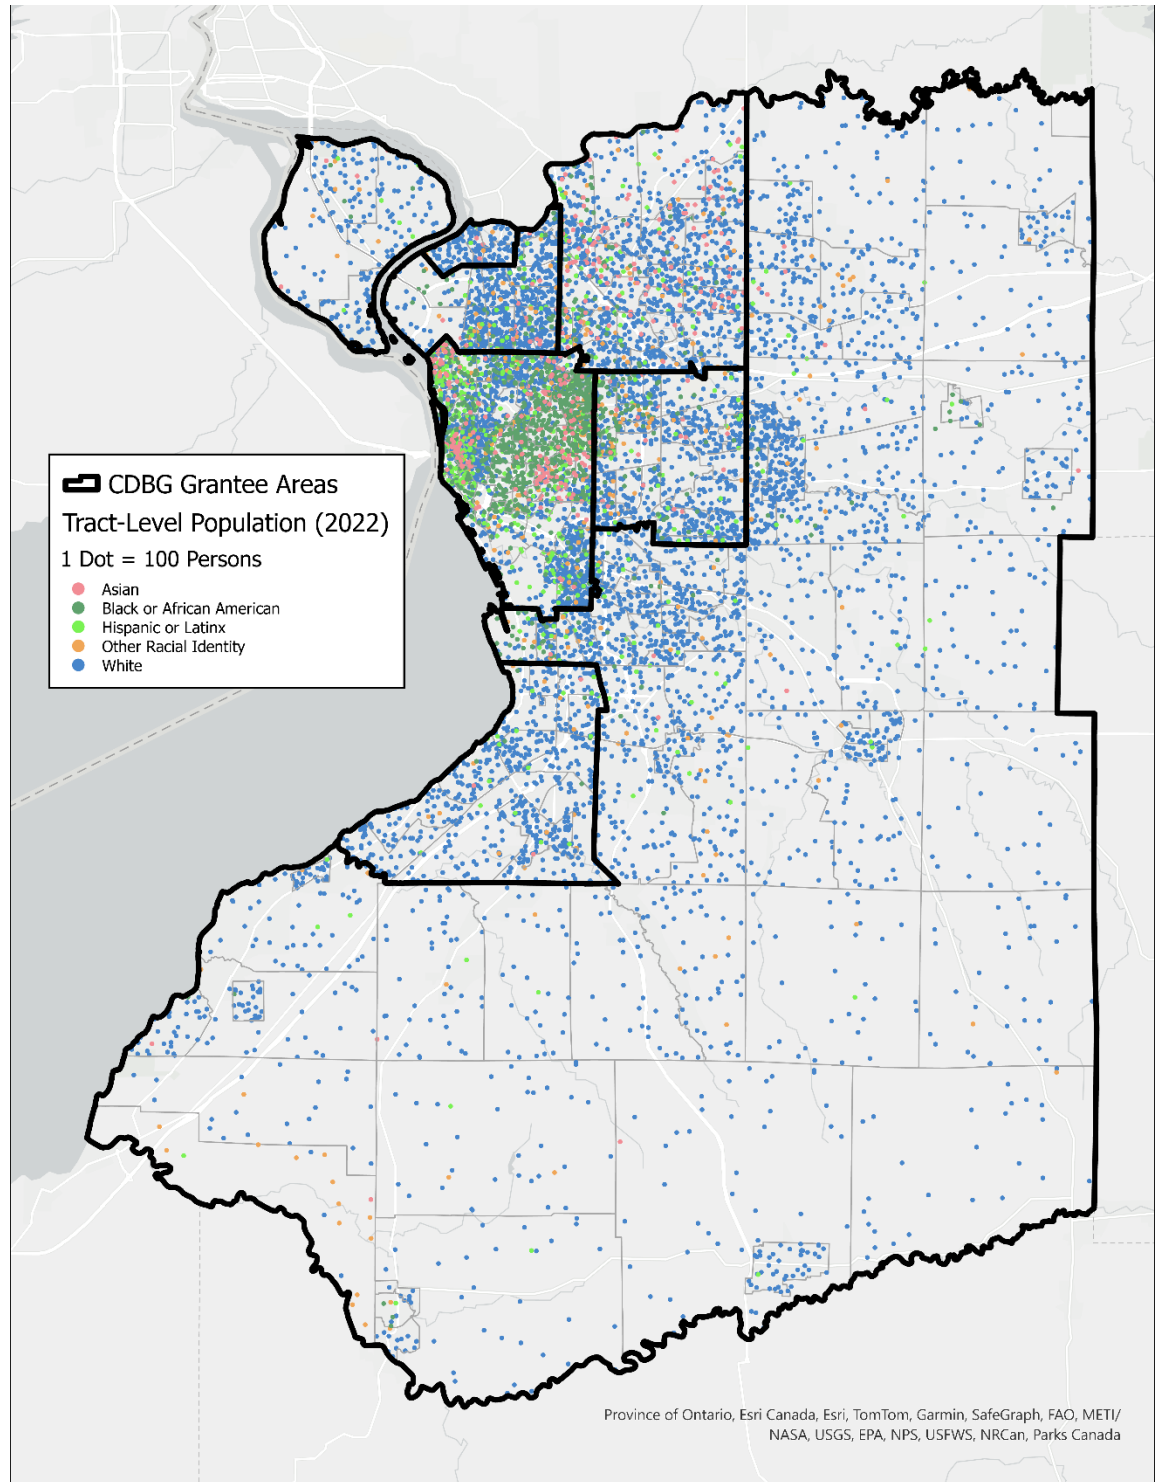 CDBG Grantee Areas
Tract-Level Population (2022)
1 Dot = 100 Persons
Asian
Black or African American
Hispanic or Latinx
Other Racial Identity
White
Province of Ontario, Esri Canada, Esri, TomTom, Garmin, SafeGraph, FAO, METI/
NASA, USGS, EPA, NPS, USFWS, NRCan, Parks Canada